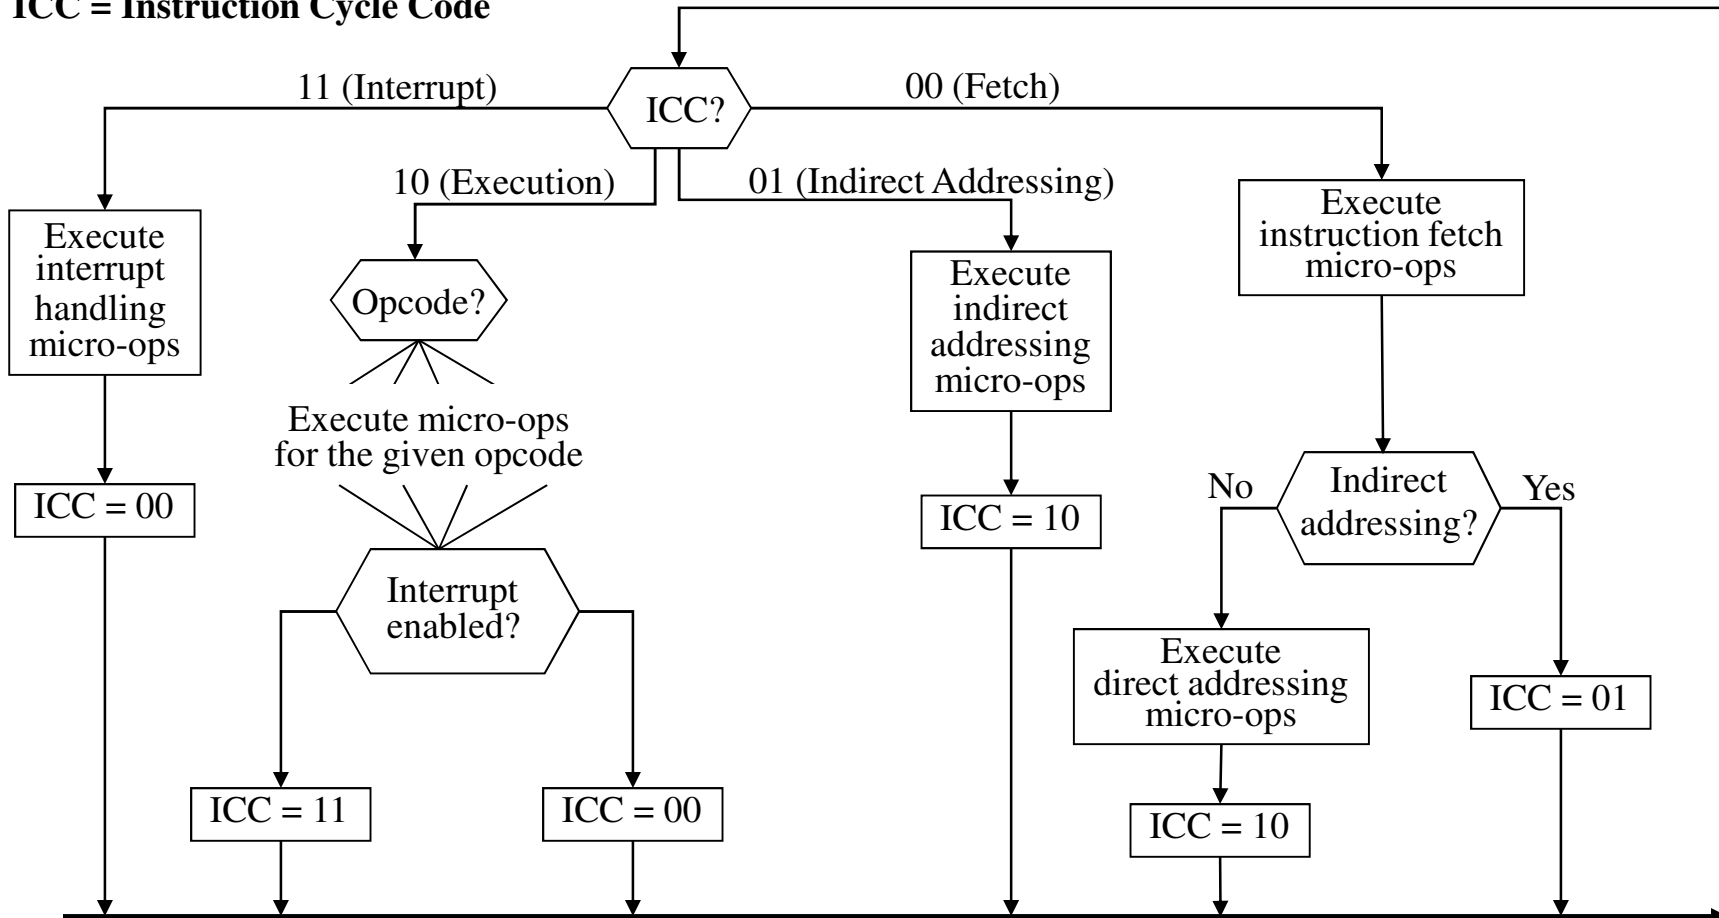 ICC = Instruction Cycle Code
11 (Interrupt)
00 (Fetch)
ICC?
10 (Execution)
01 (Indirect Addressing)
Execute
interrupt
handling
micro-ops
Opcode?
Execute
indirect
addressing
micro-ops
Execute
instruction fetch
micro-ops
Execute micro-ops
for the given opcode
ICC = 00
ICC = 10
No
Indirect
addressing?
Yes
Interrupt
enabled?
Execute
direct addressing
micro-ops
ICC = 01
ICC = 11
ICC = 00
ICC = 10